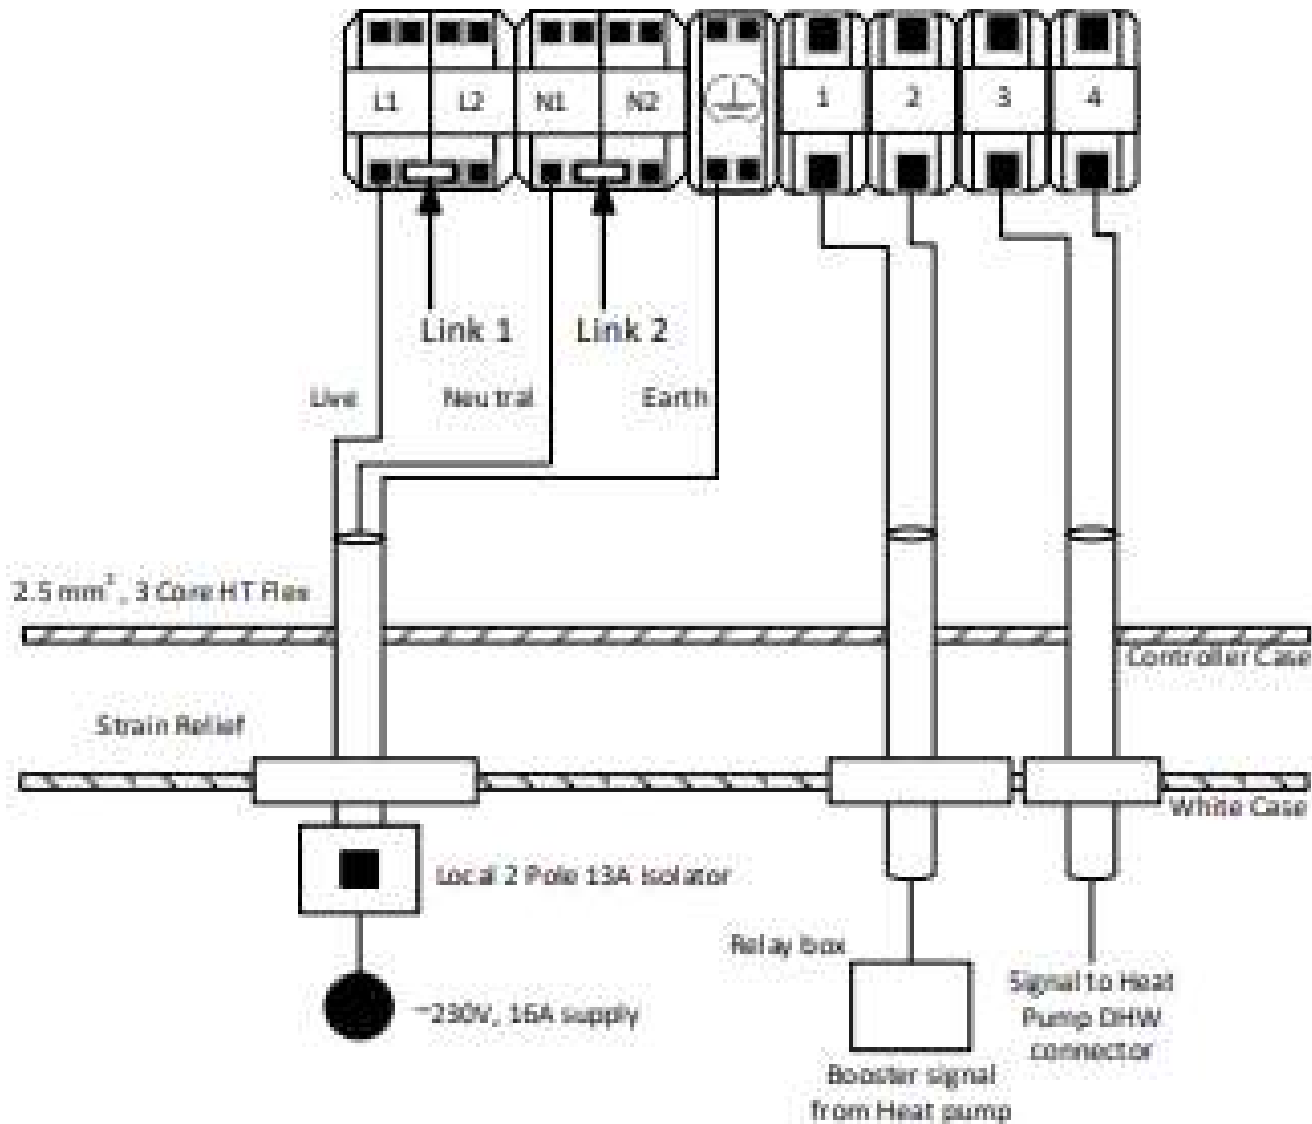 L1 L2 N1 N2 1 2 3 4
Link 1 Link 2
Live Neutral Earth
2.5 mm², 3 Core HT Flex
Controller Case
Strain Relief
White Case
Local 2 Pole 13A Isolator
~230V, 16A supply
Relay box
Booster signal
from Heat pump
Signal to Heat
Pump DHW
connector